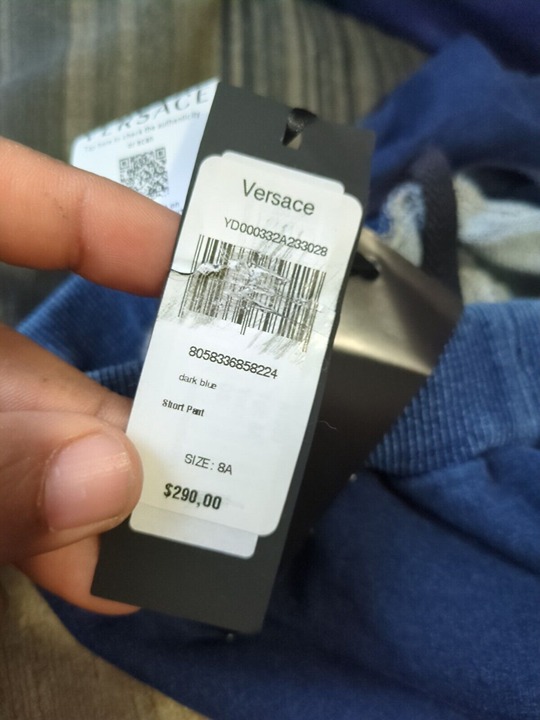 VERSACE
Versace
YD000332A233028
8058336858224
dark blue
Short Pant
SIZE: 8A
$290,00